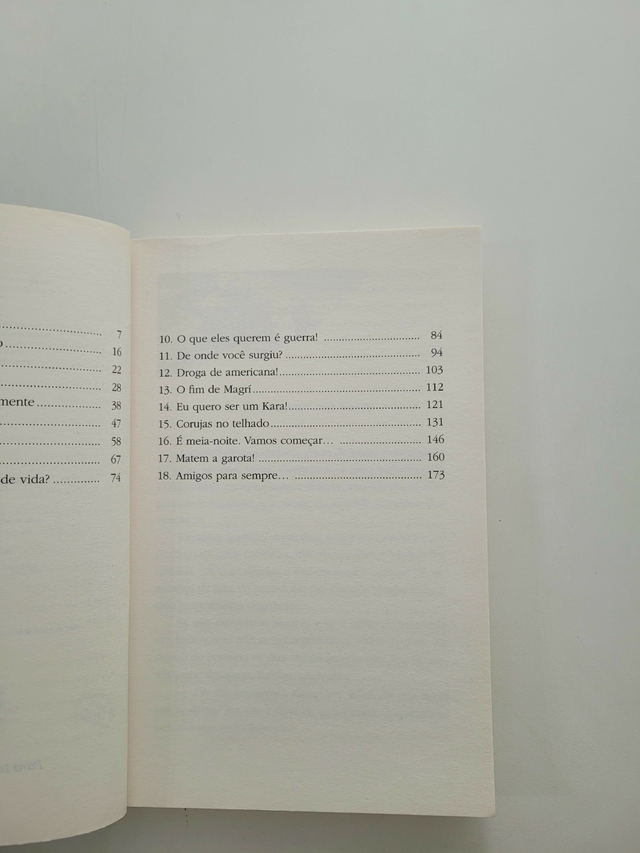 7
16
22
28
mente 38
47
58
67
de vida? 74
10. O que eles querem é guerra! 84
11. De onde você surgiu? 94
12. Droga de americana! 103
13. O fim de Magrí 112
14. Eu quero ser um Kara! 121
15. Corujas no telhado 131
16. É meia-noite. Vamos começar... 146
17. Matem a garota! 160
18. Amigos para sempre... 173